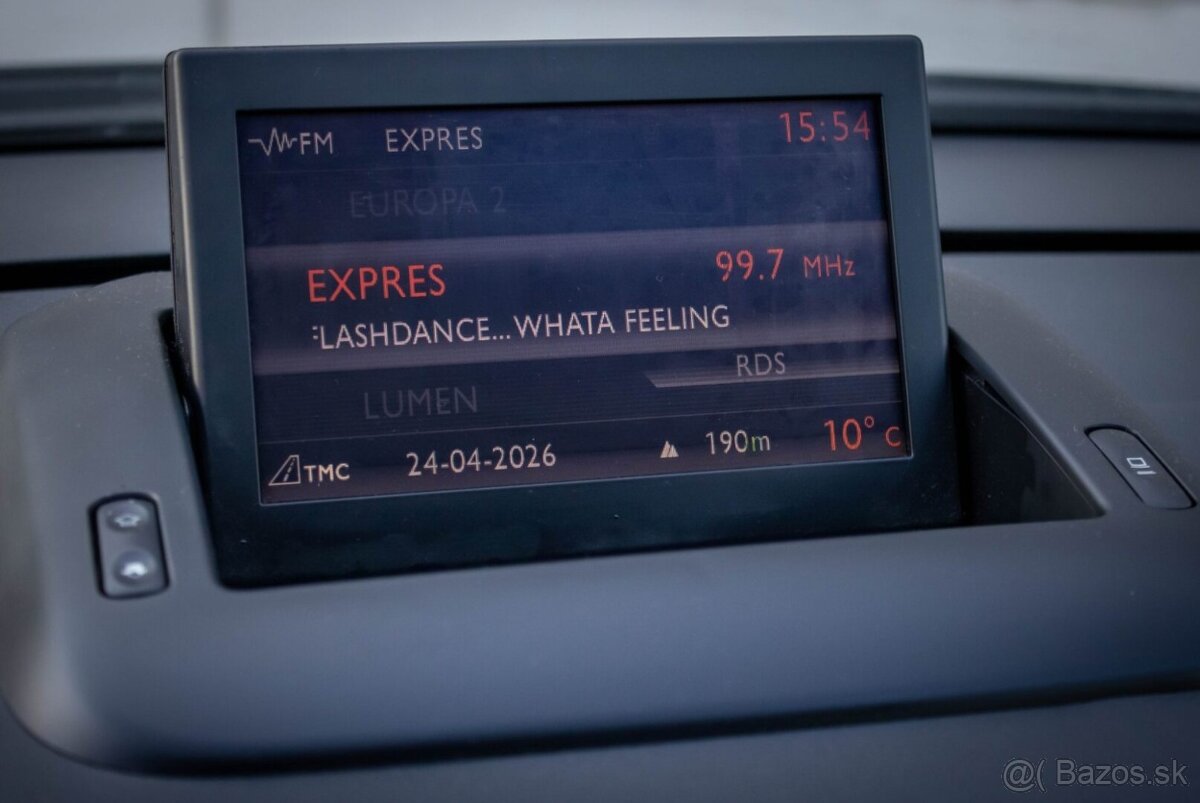 FM EXPRES 15:54
EUROPA 2
EXPRES 99.7 MHz
FLASHDANCE...WHATA FEELING
RDS
LUMEN
TMC 24-04-2026 190m 10° C
@( Bazos.sk